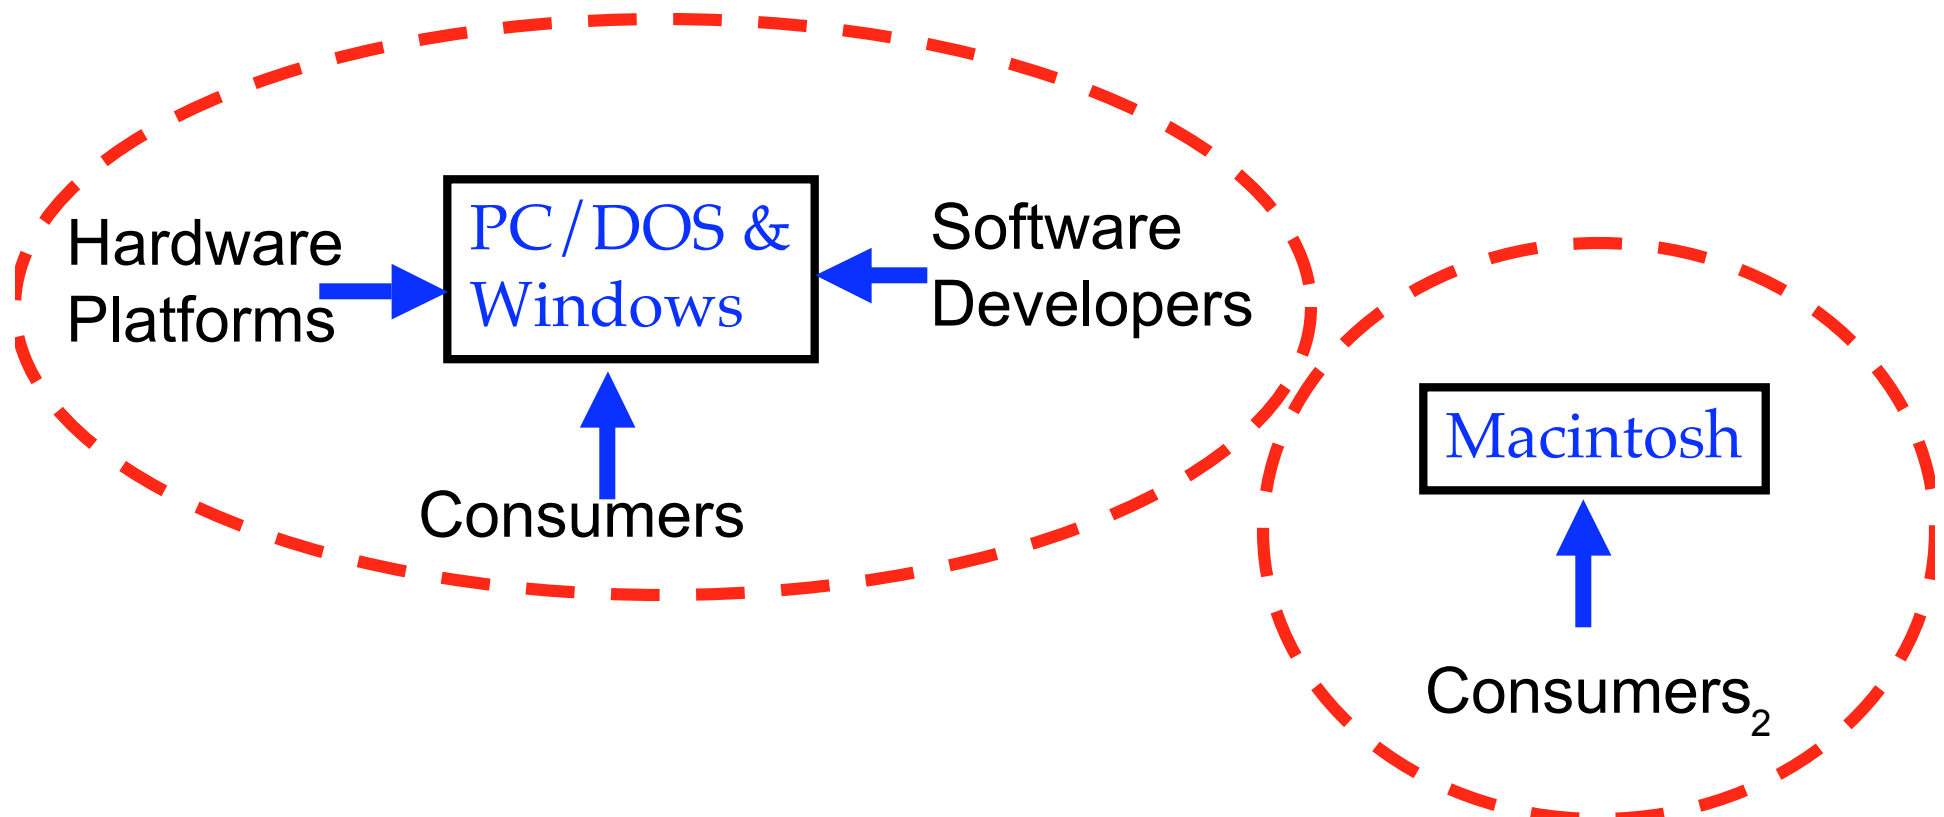 Hardware
Platforms
PC/DOS &
Windows
Software
Developers
Consumers
Macintosh
Consumers₂